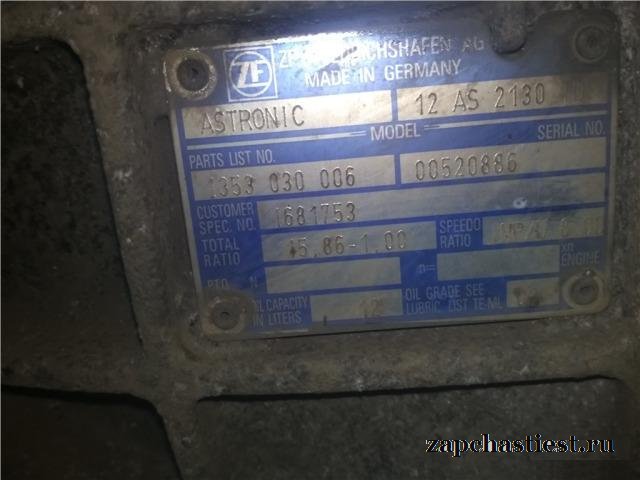 ZF
AG
MADE IN GERMANY
ASTRONIC 12 AS 2130
MODEL SERIAL NO.
PARTS LIST NO.
1353 030 006 00520886
CUSTOMER
SPEC. NO. 1681753
TOTAL
RATIO 15.86-1.00 SPEEDO
RATIO
PTO N n= xn
ENGINE
CAPACITY
IN LITERS 12 OIL GRADE SEE
LUBRIC. LIST TE-ML
zapchastiest.ru